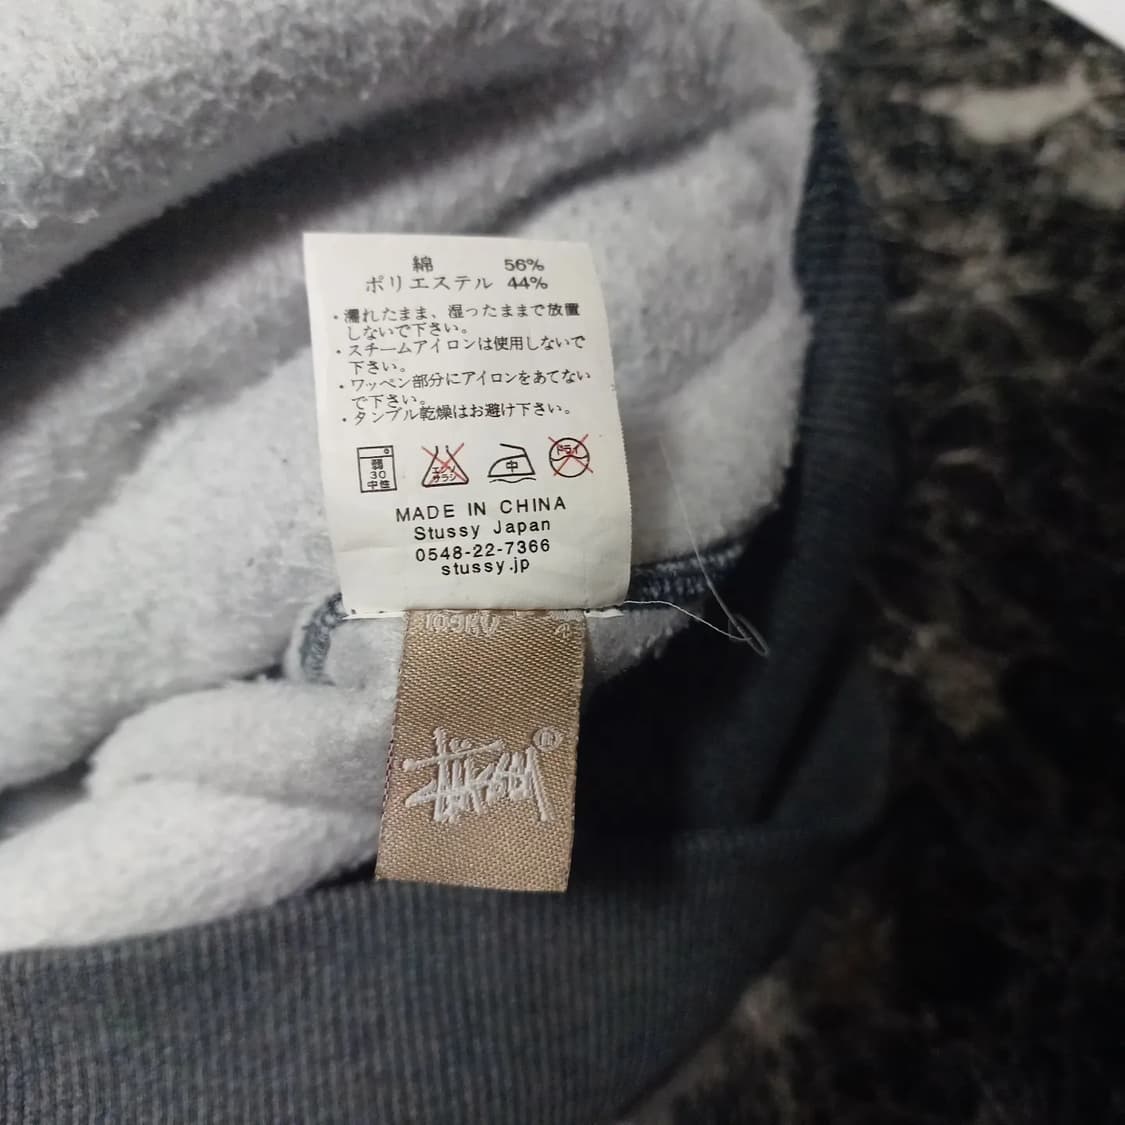 綿 56%
ポリエステル 44%
・濡れたまま、湿ったままで放置
しないで下さい。
・スチームアイロンは使用しないで
下さい。
・ワッペン部分にアイロンをあてない
で下さい。
・タンブル乾燥はお避け下さい。
弱 30 中性
エンソ サラシ
中
ドライ
MADE IN CHINA
Stussy Japan
0548-22-7366
stussy.jp
Stüssy ®